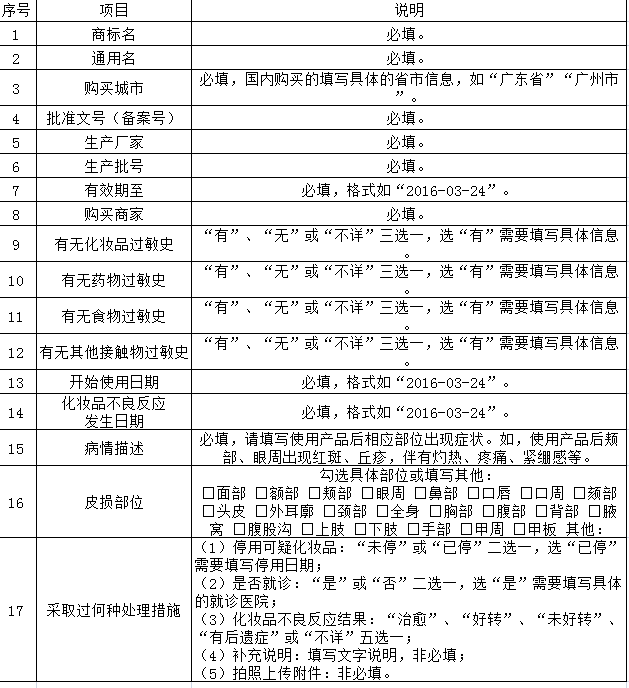 序号 项目 说明
1 商标名 必填。
2 通用名 必填。
3 购买城市 必填，国内购买的填写具体的省市信息，如“广东省”“广州市
”。
4 批准文号（备案号） 必填。
5 生产厂家 必填。
6 生产批号 必填。
7 有效期至 必填，格式如“2016-03-24”。
8 购买商家 必填。
9 有无化妆品过敏史 “有”、“无”或“不详”三选一，选“有”需要填写具体信息
。
10 有无药物过敏史 “有”、“无”或“不详”三选一，选“有”需要填写具体信息
。
11 有无食物过敏史 “有”、“无”或“不详”三选一，选“有”需要填写具体信息
。
12 有无其他接触物过敏史 “有”、“无”或“不详”三选一，选“有”需要填写具体信息
。
13 开始使用日期 必填，格式如“2016-03-24”。
14 化妆品不良反应
发生日期 必填，格式如“2016-03-24”。
15 病情描述 必填，请填写使用产品后相应部位出现症状。如，使用产品后颊
部、眼周出现红斑、丘疹，伴有灼热、疼痛、紧绷感等。
16 皮损部位 勾选具体部位或填写其他：
□面部 □额部 □颊部 □眼周 □鼻部 □口唇 □口周 □颏部
□头皮 □外耳廓 □颈部 □全身 □胸部 □腹部 □背部 □腋
窝 □腹股沟 □上肢 □下肢 □手部 □甲周 □甲板 其他：
17 采取过何种处理措施 （1）停用可疑化妆品：“未停”或“已停”二选一，选“已停”
需要填写停用日期；
（2）是否就诊：“是”或“否”二选一，选“是”需要填写具体
的就诊医院；
（3）化妆品不良反应结果：“治愈”、“好转”、“未好转”、
“有后遗症”或“不详”五选一；
（4）补充说明：填写文字说明，非必填；
（5）拍照上传附件：非必填。